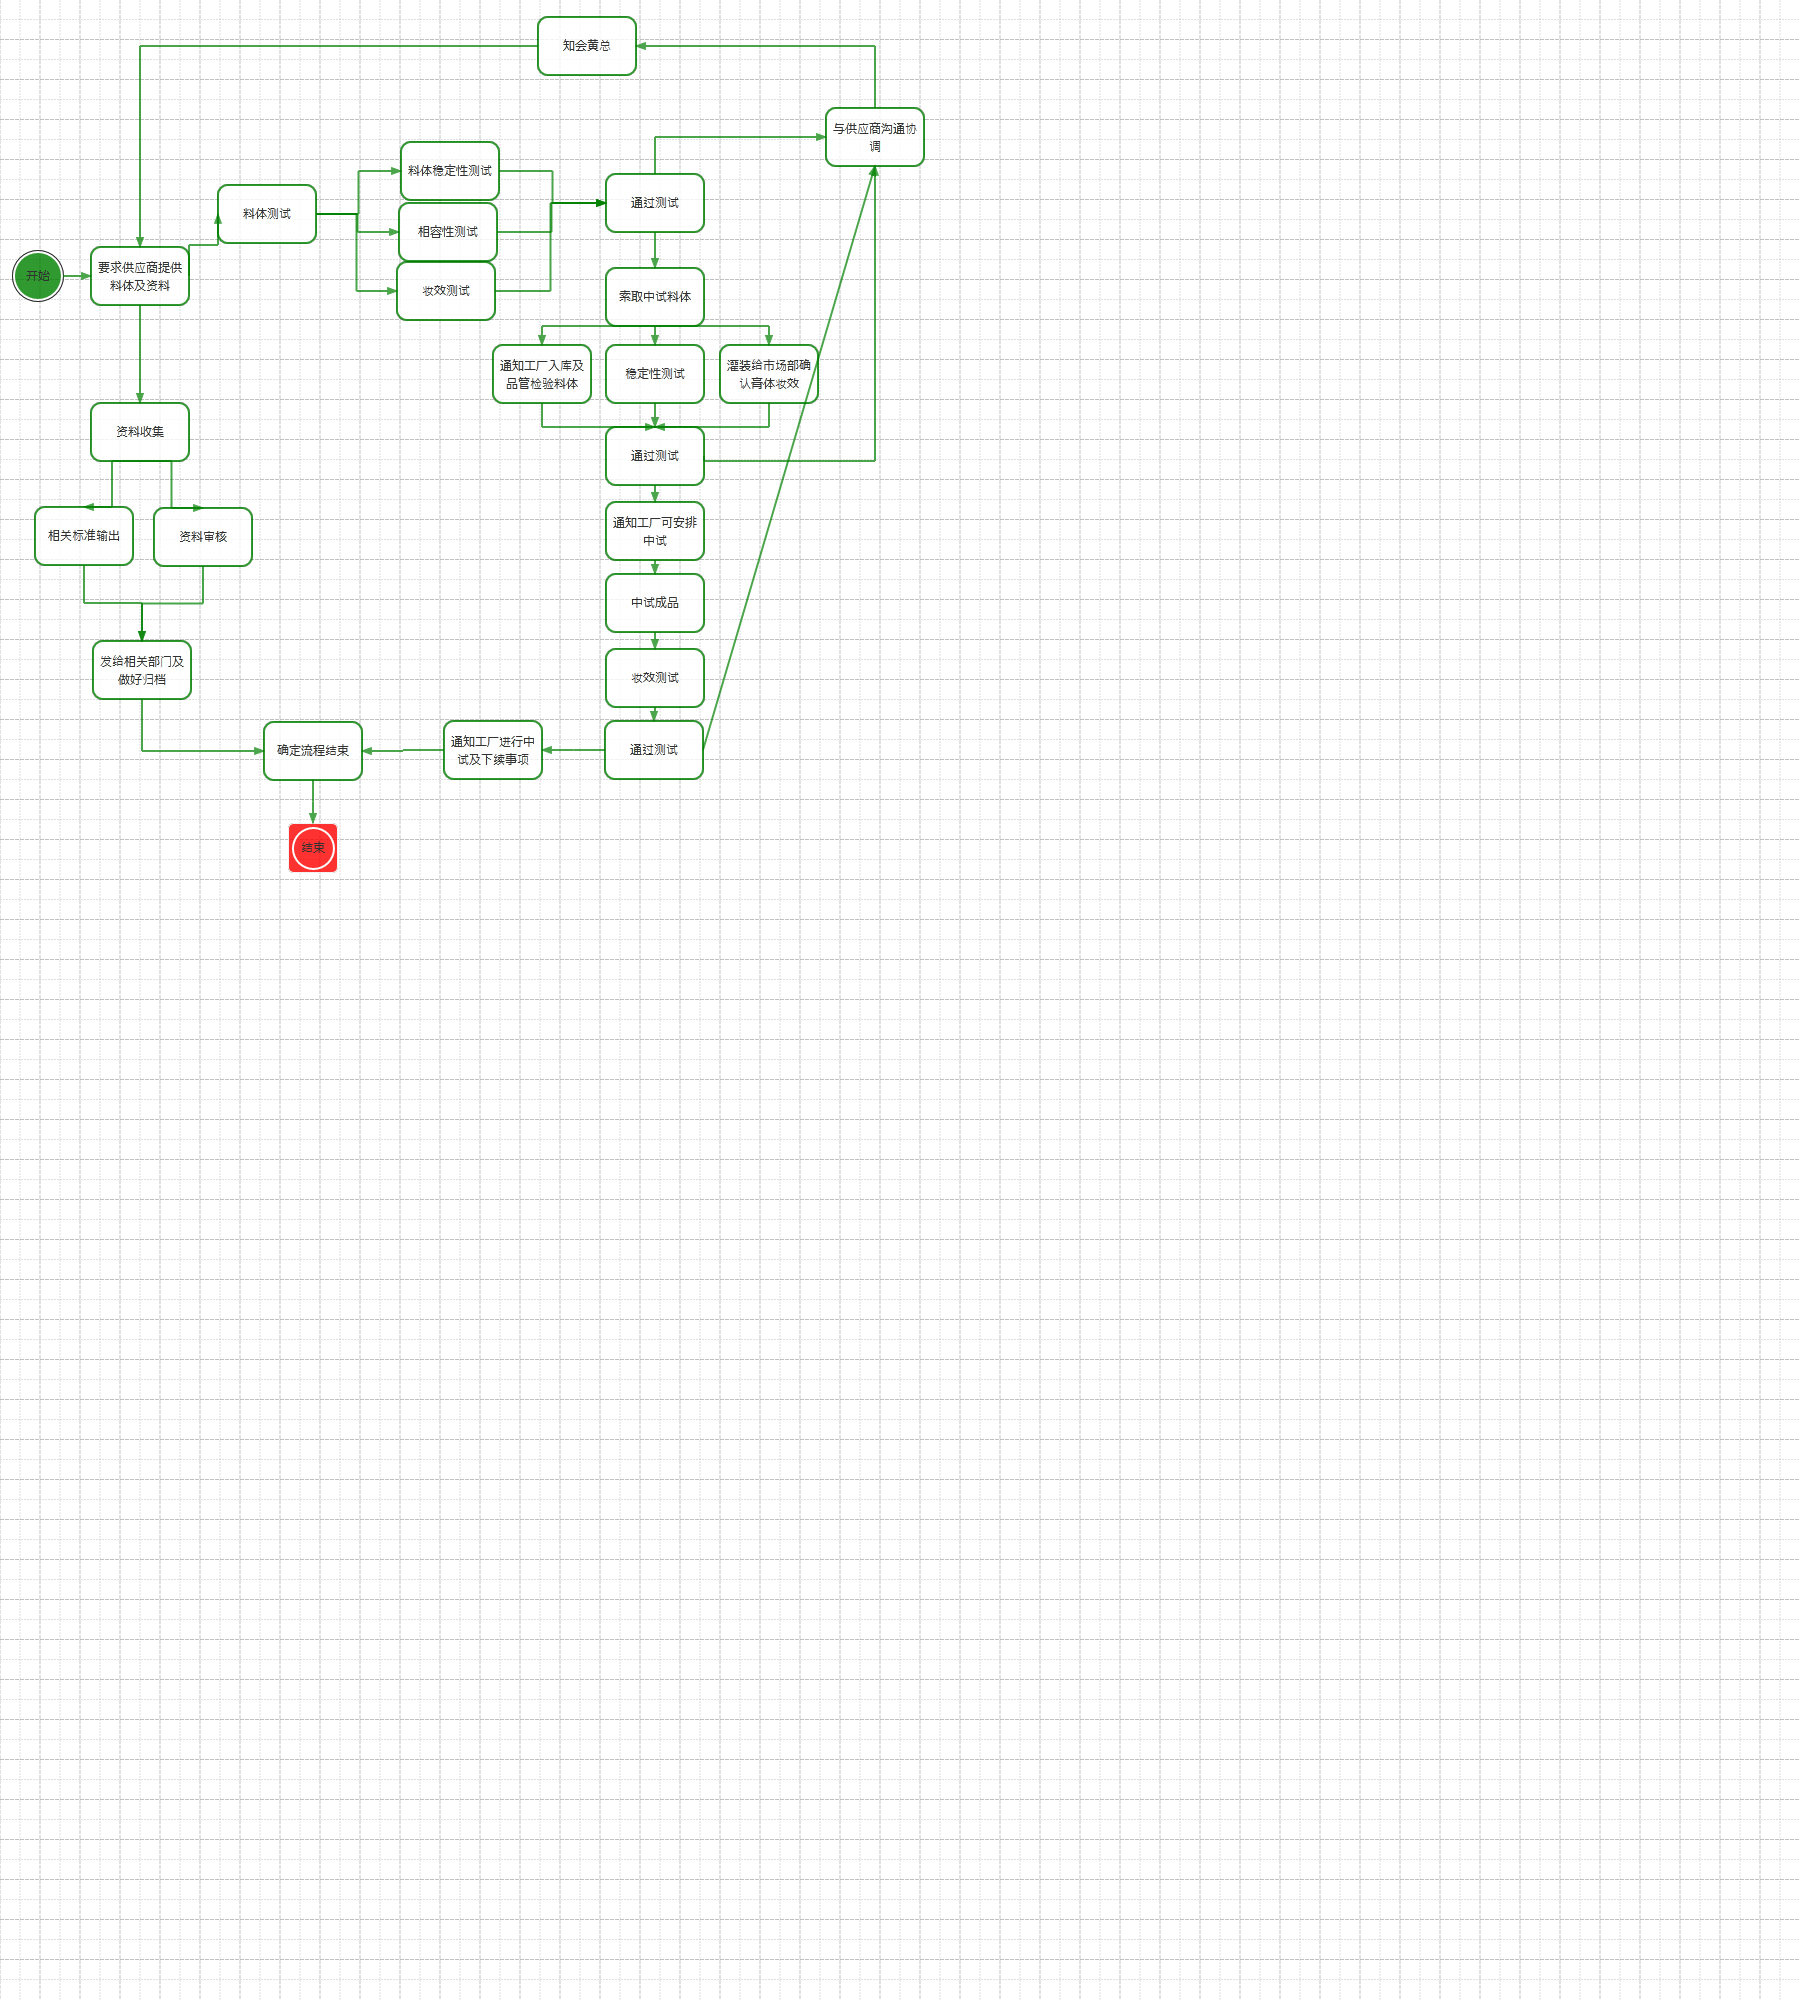 知会黄总
与供应商沟通协
调
料体稳定性测试
通过测试
料体测试
相容性测试
开始
要求供应商提供
料体及资料
妆效测试
索取中试料体
通知工厂入库及
品管检验料体
稳定性测试
灌装给市场部确
认膏体妆效
资料收集
通过测试
通知工厂可安排
中试
相关标准输出
资料审核
中试成品
发给相关部门及
做好归档
妆效测试
确定流程结束
通知工厂进行中
试及下续事项
通过测试
结束